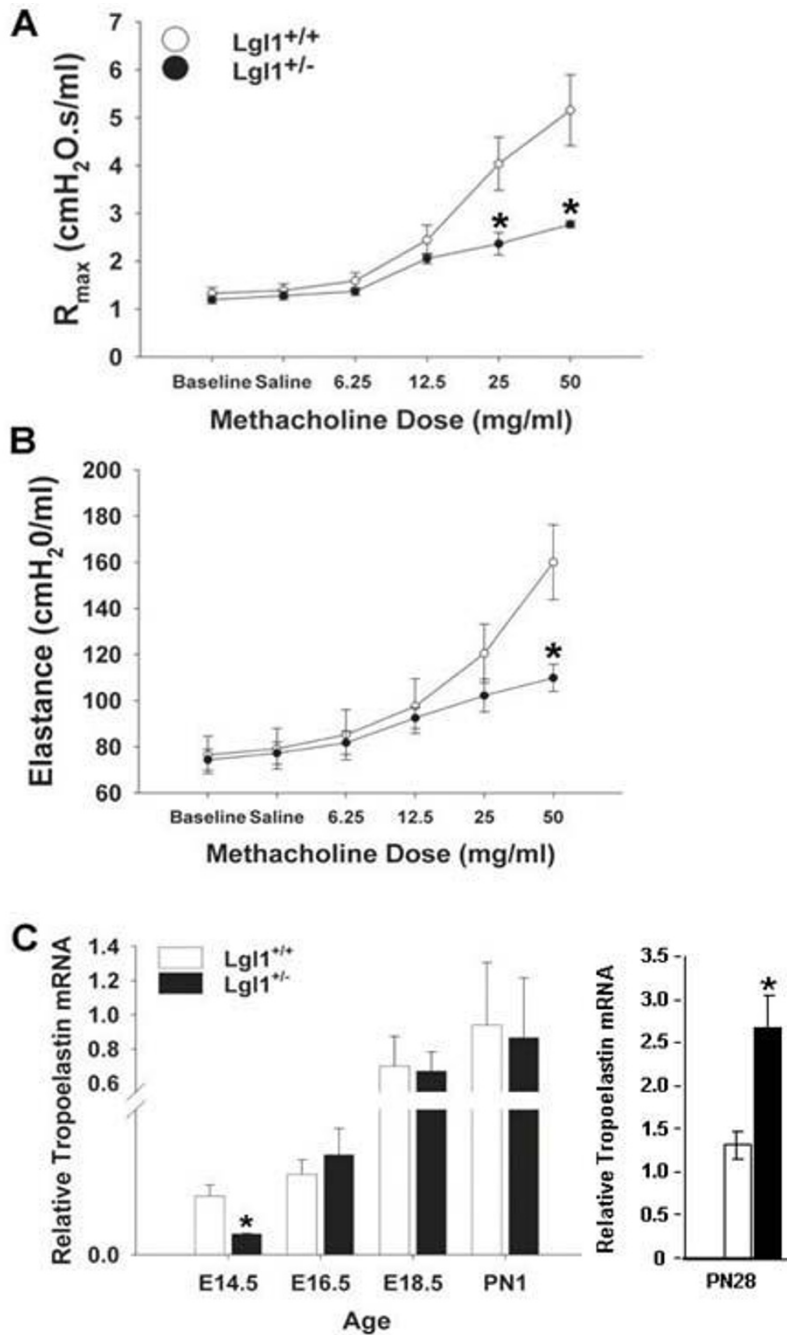 A
7
6
5
4
3
2
1
0
Lgl1+/+
Lgl1+/-
Rmax (cmH2O.s/ml)
*
*
Baseline Saline 6.25 12.5 25 50
Methacholine Dose (mg/ml)
B
200
180
160
140
120
100
80
60
Elastance (cmH20/ml)
*
Baseline Saline 6.25 12.5 25 50
Methacholine Dose (mg/ml)
C
1.4
1.2
1.0
0.8
0.6
0.0
Lgl1+/+
Lgl1+/-
Relative Tropoelastin mRNA
*
E14.5 E16.5 E18.5 PN1
Age
3.5
3.0
2.5
2.0
1.5
1.0
0.5
0
Relative Tropoelastin mRNA
*
PN28